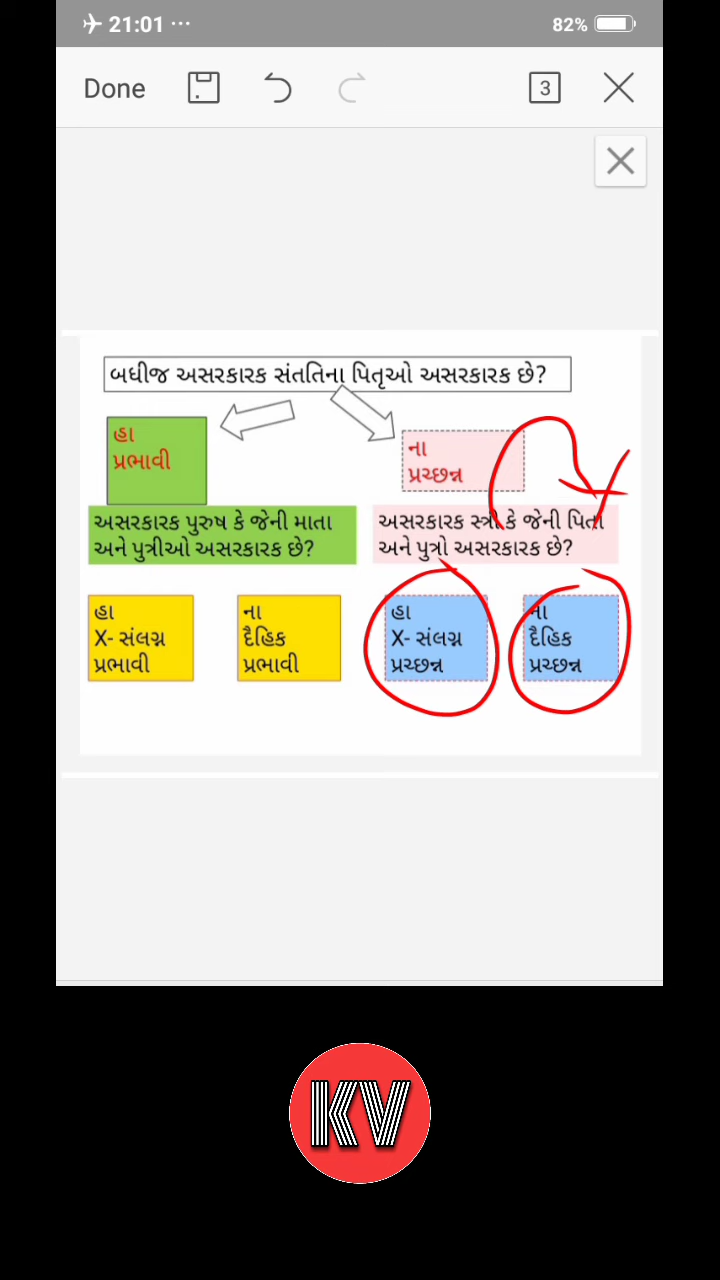 21:01 ...
82%
Done
3
બધીજ અસરકારક સંતતિના પિતૃઓ અસરકારક છે?
હા
પ્રભાવી
ના
પ્રચ્છન્ન
અસરકારક પુરુષ કે જેની માતા
અને પુત્રીઓ અસરકારક છે?
અસરકારક સ્ત્રી કે જેની પિતા
અને પુત્રો અસરકારક છે?
હા
X- સંલગ્ન
પ્રભાવી
ના
દૈહિક
પ્રભાવી
હા
X- સંલગ્ન
પ્રચ્છન્ન
ના
દૈહિક
પ્રચ્છન્ન
KV